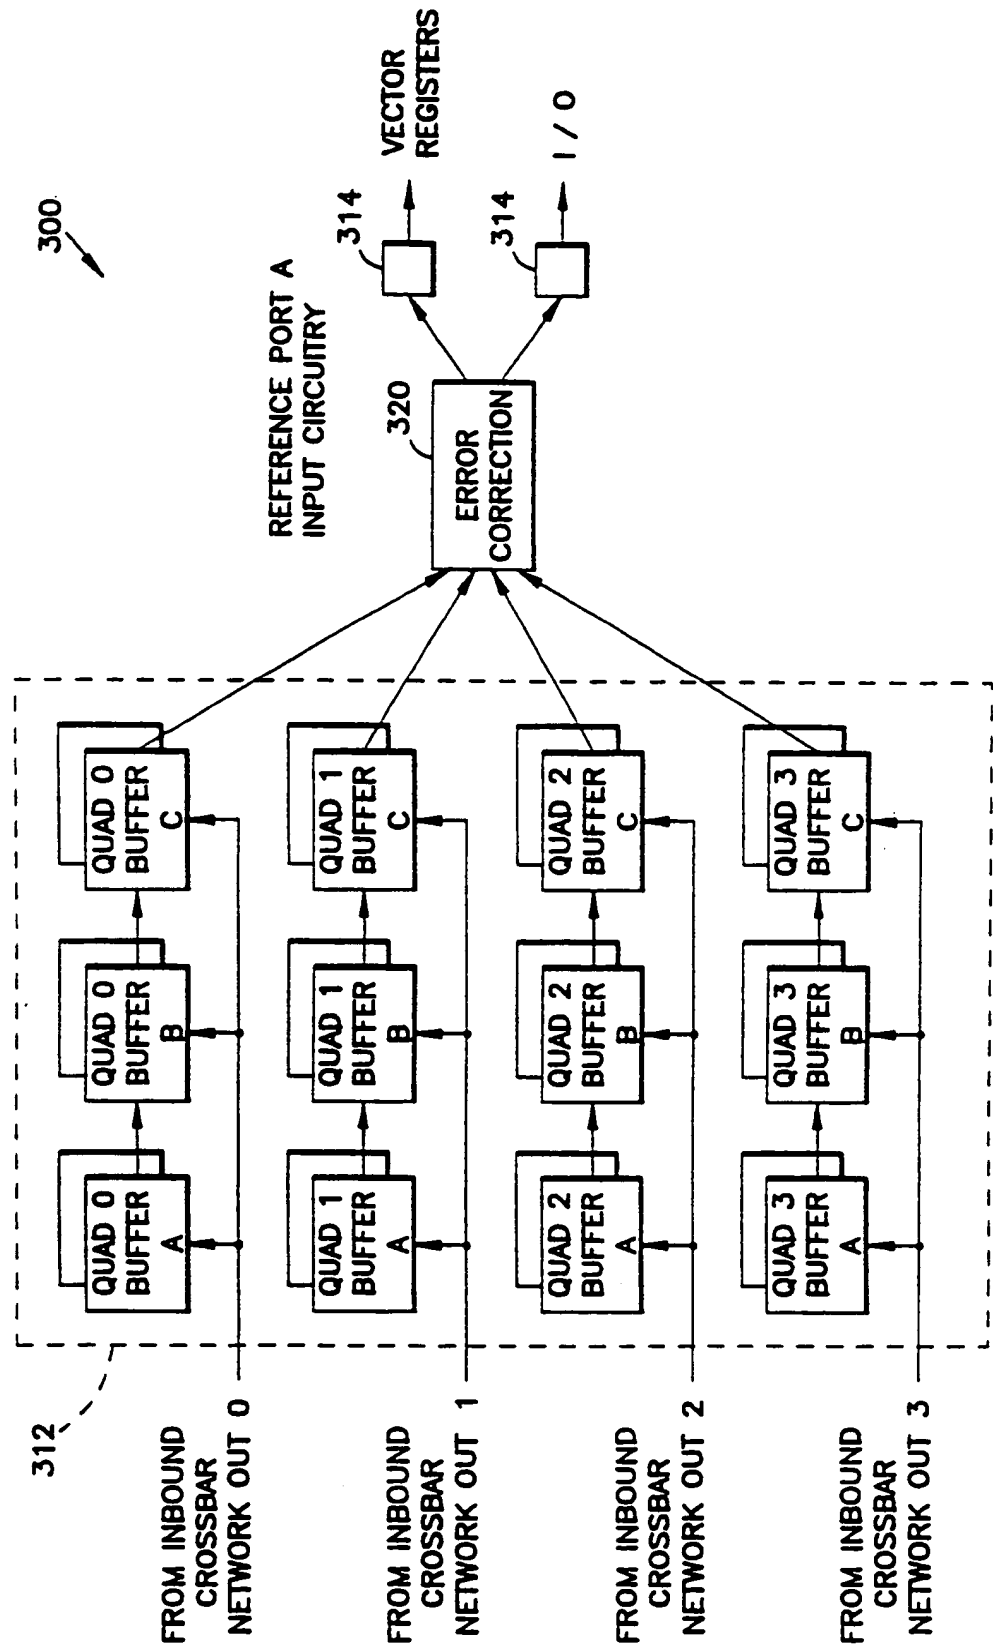 300
REFERENCE PORT A
INPUT CIRCUITRY
312
FROM INBOUND
CROSSBAR
NETWORK OUT 0
QUAD 0
BUFFER
A
QUAD 0
BUFFER
B
QUAD 0
BUFFER
C
FROM INBOUND
CROSSBAR
NETWORK OUT 1
QUAD 1
BUFFER
A
QUAD 1
BUFFER
B
QUAD 1
BUFFER
C
FROM INBOUND
CROSSBAR
NETWORK OUT 2
QUAD 2
BUFFER
A
QUAD 2
BUFFER
B
QUAD 2
BUFFER
C
FROM INBOUND
CROSSBAR
NETWORK OUT 3
QUAD 3
BUFFER
A
QUAD 3
BUFFER
B
QUAD 3
BUFFER
C
320
ERROR
CORRECTION
314
VECTOR
REGISTERS
314
I / O